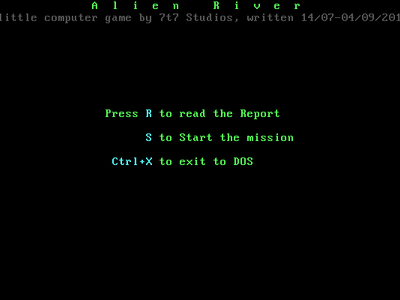 A l i e n   R i v e r
little computer game by 7t7 Studios, written 14/07-04/09/201
Press R to read the Report
S to Start the mission
Ctrl+X to exit to DOS